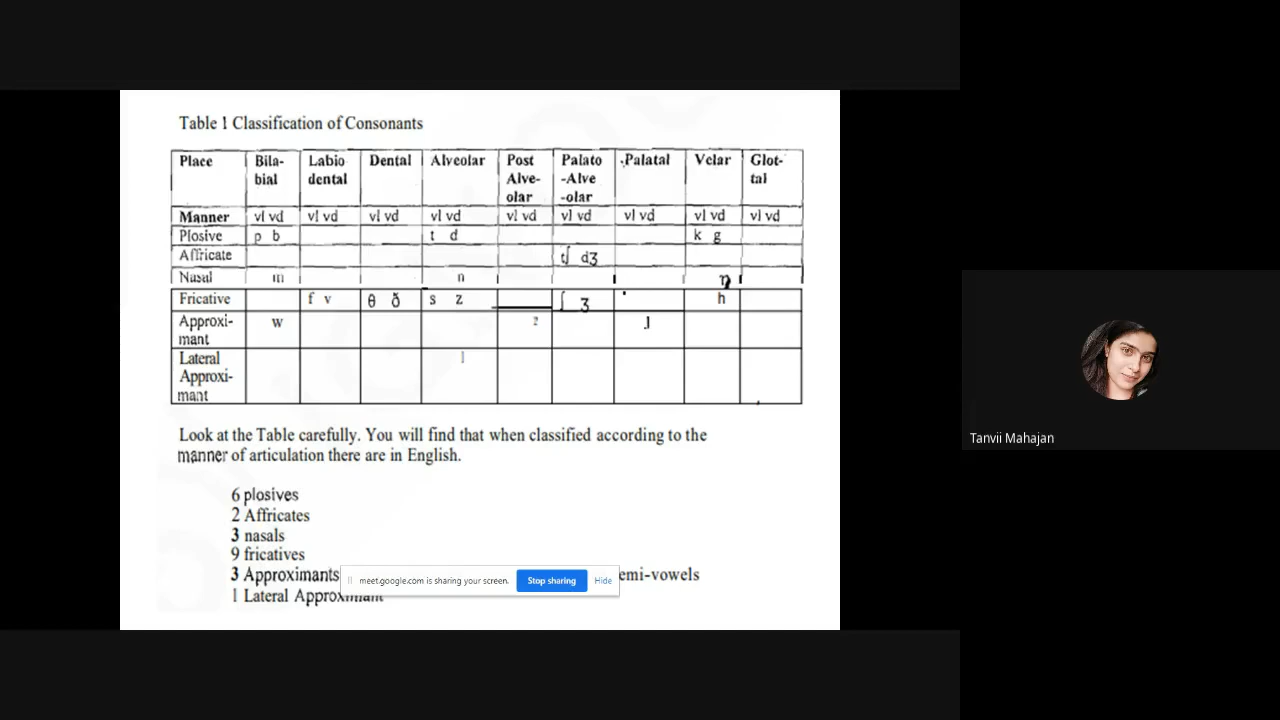 Table 1 Classification of Consonants
Place Bila- Labio Dental Alveolar Post Palato Palatal Velar Glot-
bial dental Alve- -Alve tal
olar -olar
Manner vl vd vl vd vl vd vl vd vl vd vl vd vl vd vl vd vl vd
Plosive p b t d k g
Affricate tʃ dʒ
Nasal m n ŋ
Fricative f v θ ð s z ʃ ʒ h
Approxi- w j
mant
Lateral l
Approxi-
mant
Look at the Table carefully. You will find that when classified according to the
manner of articulation there are in English.
6 plosives
2 Affricates
3 nasals
9 fricatives
3 Approximants emi-vowels
meet.google.com is sharing your screen. Stop sharing Hide
1 Lateral Approximant
Tanvii Mahajan